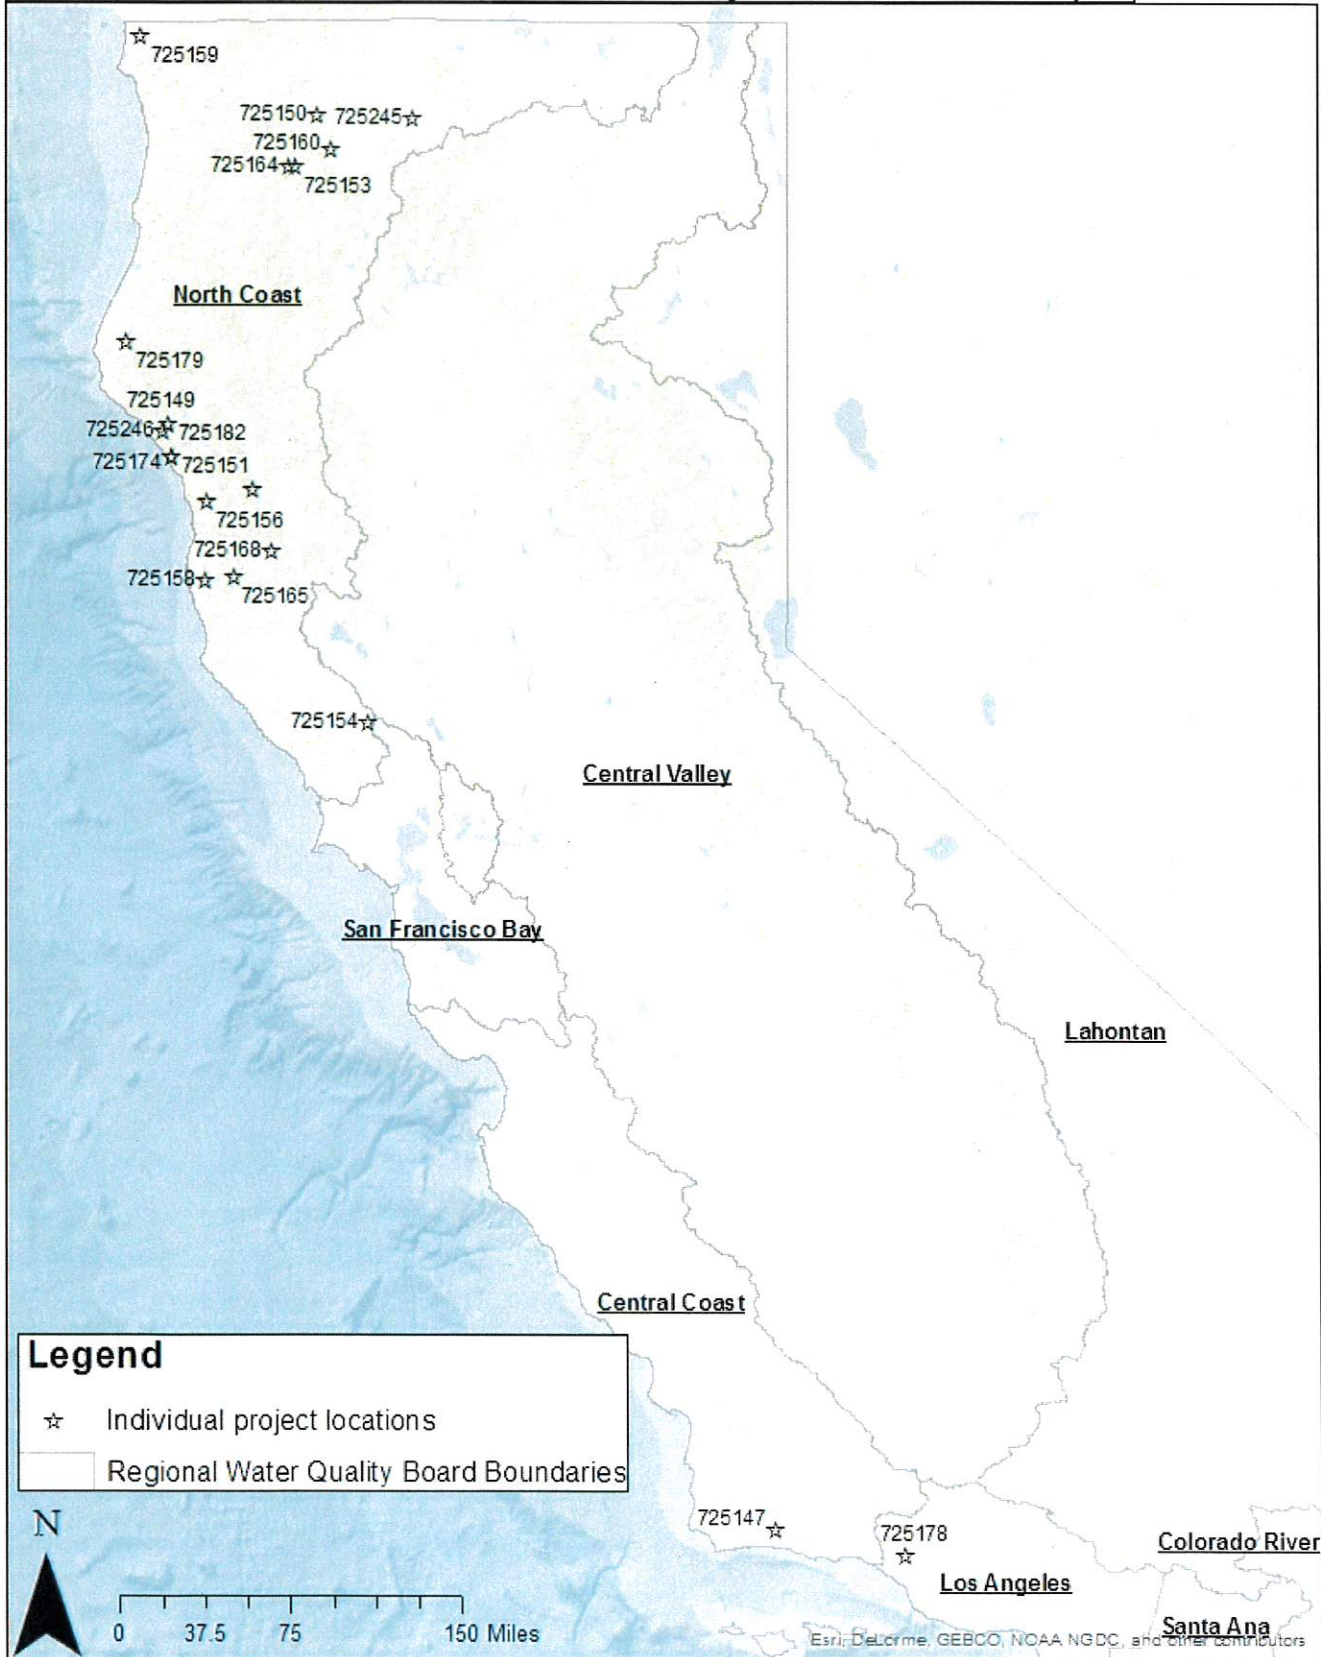 725159
725150
725245
725160
725164
725153
North Coast
725179
725149
725246
725182
725174
725151
725156
725168
725158
725165
725154
Central Valley
San Francisco Bay
Lahontan
Central Coast
Legend
Individual project locations
Regional Water Quality Board Boundaries
N
725147
725178
Colorado River
Los Angeles
Santa Ana
0 37.5 75 150 Miles
Esri, DeLorme, GEBCO, NOAA NGDC, and other contributors